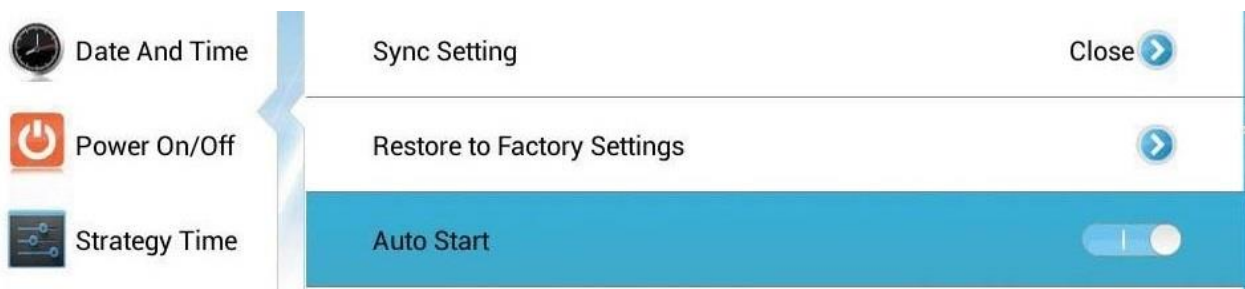 Date And Time
Power On/Off
Strategy Time
Sync Setting Close
Restore to Factory Settings
Auto Start